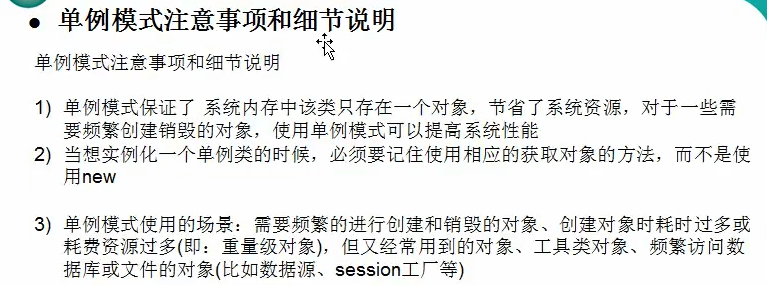 ● 单例模式注意事项和细节说明
单例模式注意事项和细节说明
1) 单例模式保证了 系统内存中该类只存在一个对象，节省了系统资源，对于一些需
要频繁创建销毁的对象，使用单例模式可以提高系统性能
2) 当想实例化一个单例类的时候，必须要记住使用相应的获取对象的方法，而不是使
用new
3) 单例模式使用的场景：需要频繁的进行创建和销毁的对象、创建对象时耗时过多或
耗费资源过多(即：重量级对象)，但又经常用到的对象、工具类对象、频繁访问数
据库或文件的对象(比如数据源、session工厂等)